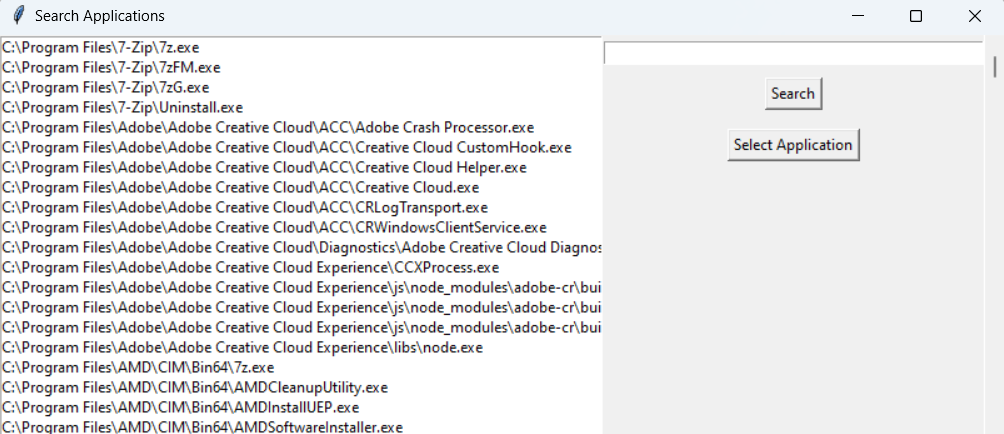 Search Applications
C:\Program Files\7-Zip\7z.exe
C:\Program Files\7-Zip\7zFM.exe
C:\Program Files\7-Zip\7zG.exe
C:\Program Files\7-Zip\Uninstall.exe
C:\Program Files\Adobe\Adobe Creative Cloud\ACC\Adobe Crash Processor.exe
C:\Program Files\Adobe\Adobe Creative Cloud\ACC\Creative Cloud CustomHook.exe
C:\Program Files\Adobe\Adobe Creative Cloud\ACC\Creative Cloud Helper.exe
C:\Program Files\Adobe\Adobe Creative Cloud\ACC\Creative Cloud.exe
C:\Program Files\Adobe\Adobe Creative Cloud\ACC\CRLogTransport.exe
C:\Program Files\Adobe\Adobe Creative Cloud\ACC\CRWindowsClientService.exe
C:\Program Files\Adobe\Adobe Creative Cloud\Diagnostics\Adobe Creative Cloud Diagnos
C:\Program Files\Adobe\Adobe Creative Cloud Experience\CCXProcess.exe
C:\Program Files\Adobe\Adobe Creative Cloud Experience\js\node_modules\adobe-cr\bui
C:\Program Files\Adobe\Adobe Creative Cloud Experience\js\node_modules\adobe-cr\bui
C:\Program Files\Adobe\Adobe Creative Cloud Experience\js\node_modules\adobe-cr\bui
C:\Program Files\Adobe\Adobe Creative Cloud Experience\libs\node.exe
C:\Program Files\AMD\CIM\Bin64\7z.exe
C:\Program Files\AMD\CIM\Bin64\AMDCleanupUtility.exe
C:\Program Files\AMD\CIM\Bin64\AMDInstallUEP.exe
C:\Program Files\AMD\CIM\Bin64\AMDSoftwareInstaller.exe
Search
Select Application